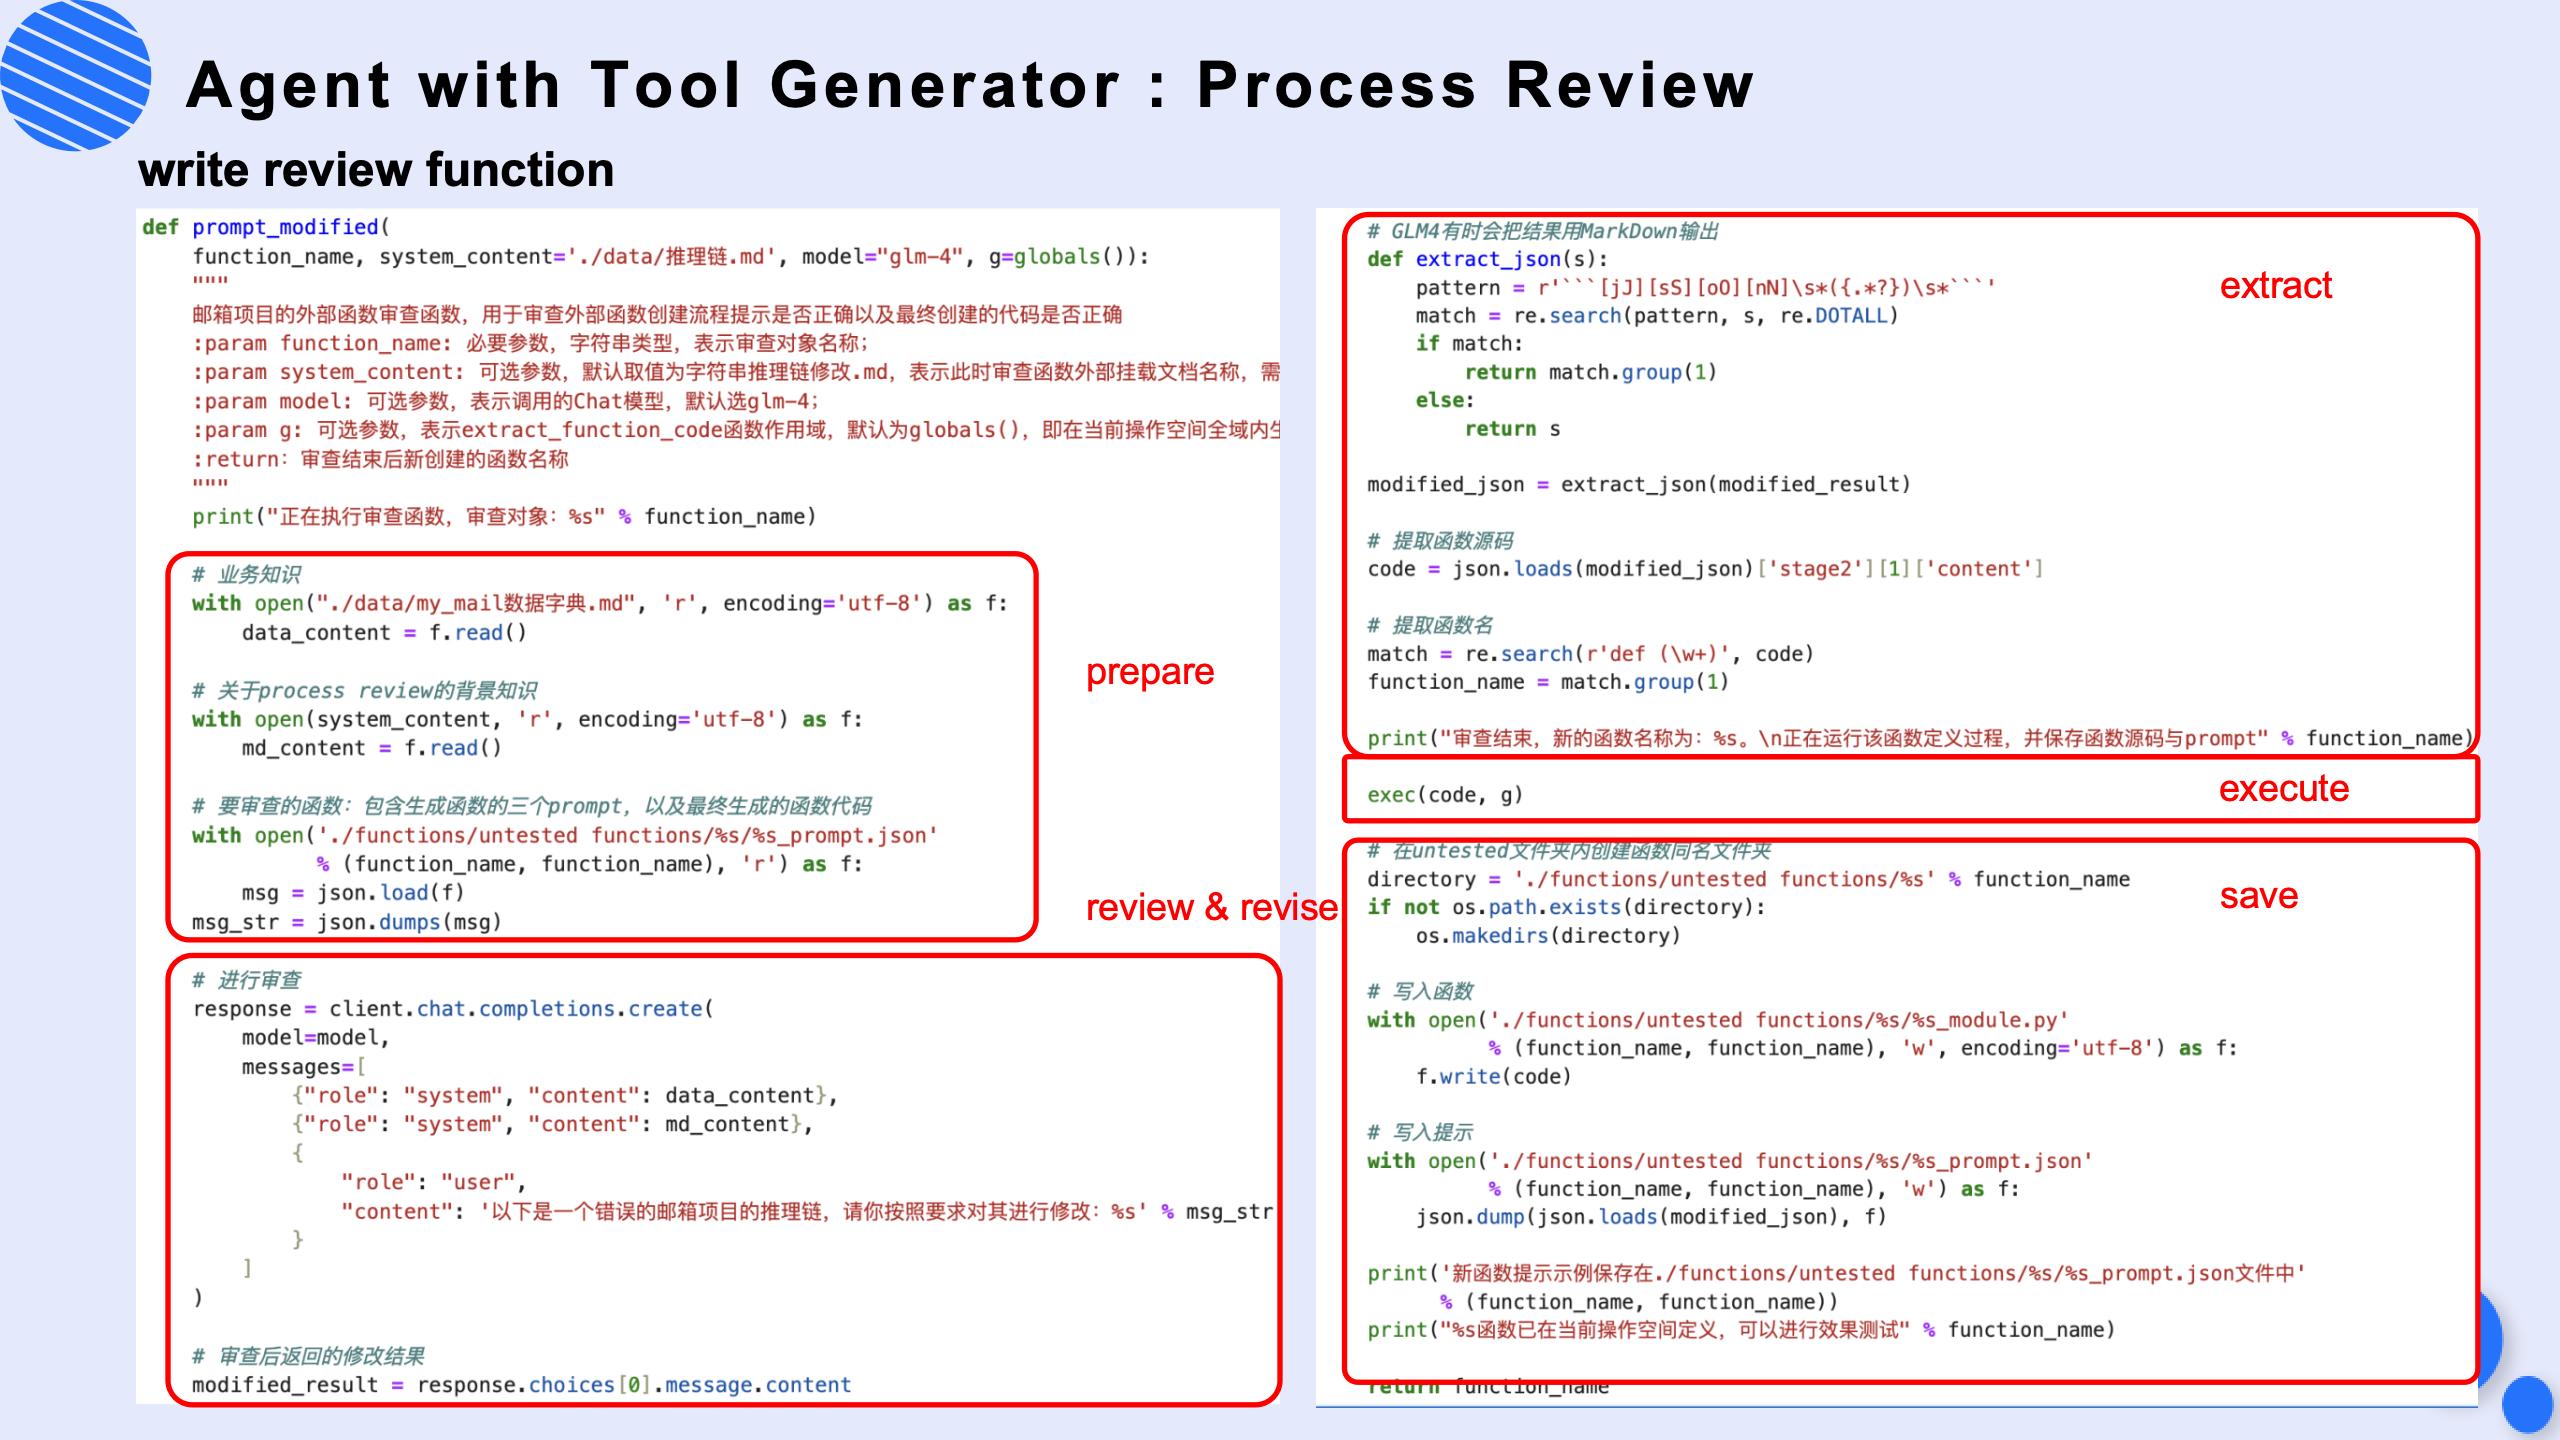 Agent with Tool Generator : Process Review
write review function
def prompt_modified(
    function_name, system_content='./data/推理链.md', model="glm-4", g=globals()):
    """
    邮箱项目的外部函数审查函数，用于审查外部函数创建流程提示是否正确以及最终创建的代码是否正确
    :param function_name: 必要参数，字符串类型，表示审查对象名称；
    :param system_content: 可选参数，默认取值为字符串推理链修改.md，表示此时审查函数外部挂载文档名称，需
    :param model: 可选参数，表示调用的Chat模型，默认选glm-4；
    :param g: 可选参数，表示extract_function_code函数作用域，默认为globals()，即在当前操作空间全域内生
    :return：审查结束后新创建的函数名称
    """
    print("正在执行审查函数，审查对象：%s" % function_name)
    # 业务知识
    with open("./data/my_mail数据字典.md", 'r', encoding='utf-8') as f:
        data_content = f.read()
    # 关于process review的背景知识
    with open(system_content, 'r', encoding='utf-8') as f:
        md_content = f.read()
    # 要审查的函数：包含生成函数的三个prompt，以及最终生成的函数代码
    with open('./functions/untested functions/%s/%s_prompt.json'
              % (function_name, function_name), 'r') as f:
        msg = json.load(f)
    msg_str = json.dumps(msg)
prepare
review & revise
    # 进行审查
    response = client.chat.completions.create(
        model=model,
        messages=[
            {"role": "system", "content": data_content},
            {"role": "system", "content": md_content},
            {
                "role": "user",
                "content": '以下是一个错误的邮箱项目的推理链，请你按照要求对其进行修改：%s' % msg_str
            }
        ]
    )
    # 审查后返回的修改结果
    modified_result = response.choices[0].message.content
# GLM4有时会把结果用MarkDown输出
def extract_json(s):
    pattern = r'```[jJ][sS][oO][nN]\s*({.*?})\s*```'
    match = re.search(pattern, s, re.DOTALL)
    if match:
        return match.group(1)
    else:
        return s
extract
modified_json = extract_json(modified_result)
# 提取函数源码
code = json.loads(modified_json)['stage2'][1]['content']
# 提取函数名
match = re.search(r'def (\w+)', code)
function_name = match.group(1)
print("审查结束，新的函数名称为：%s。\n正在运行该函数定义过程，并保存函数源码与prompt" % function_name)
exec(code, g)
execute
# 在untested文件夹内创建函数同名文件夹
directory = './functions/untested functions/%s' % function_name
if not os.path.exists(directory):
    os.makedirs(directory)
save
# 写入函数
with open('./functions/untested functions/%s/%s_module.py'
          % (function_name, function_name), 'w', encoding='utf-8') as f:
    f.write(code)
# 写入提示
with open('./functions/untested functions/%s/%s_prompt.json'
          % (function_name, function_name), 'w') as f:
    json.dump(json.loads(modified_json), f)
print('新函数提示示例保存在./functions/untested functions/%s/%s_prompt.json文件中'
      % (function_name, function_name))
print("%s函数已在当前操作空间定义，可以进行效果测试" % function_name)
return function_name